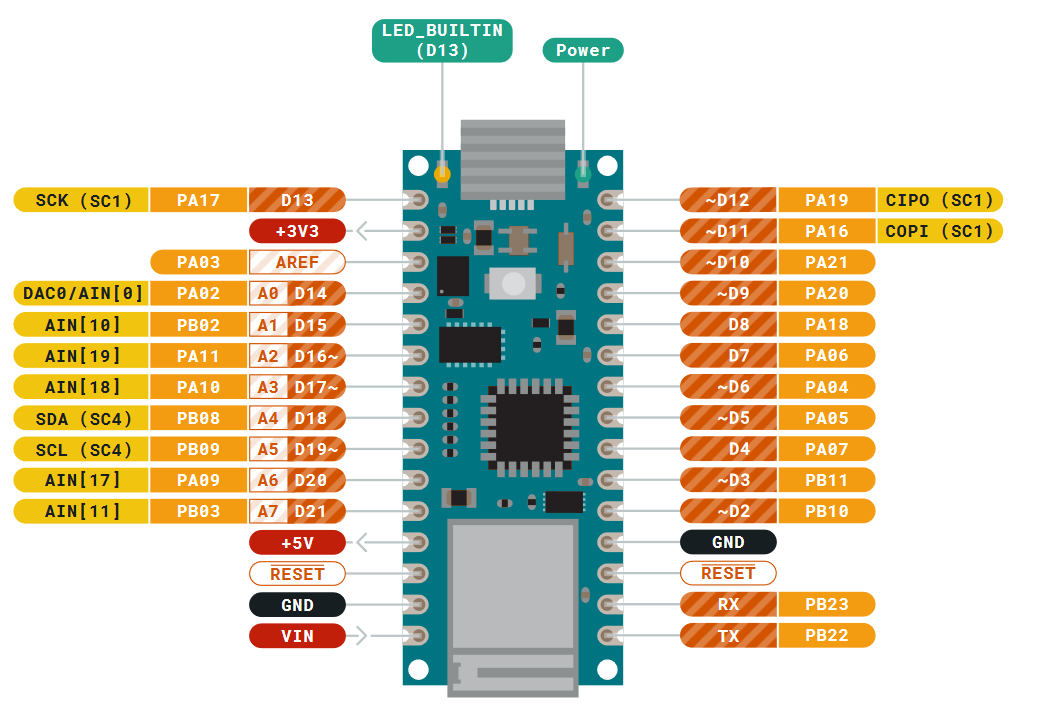 LED_BUILTIN
(D13)
Power
SCK (SC1) PA17 D13
+3V3
PA03 AREF
DAC0/AIN[0] PA02 A0 D14
AIN[10] PB02 A1 D15
AIN[19] PA11 A2 D16~
AIN[18] PA10 A3 D17~
SDA (SC4) PB08 A4 D18
SCL (SC4) PB09 A5 D19~
AIN[17] PA09 A6 D20
AIN[11] PB03 A7 D21
+5V
RESET
GND
VIN
~D12 PA19 CIPO (SC1)
~D11 PA16 COPI (SC1)
~D10 PA21
~D9 PA20
D8 PA18
D7 PA06
~D6 PA04
~D5 PA05
D4 PA07
~D3 PB11
~D2 PB10
GND
RESET
RX PB23
TX PB22